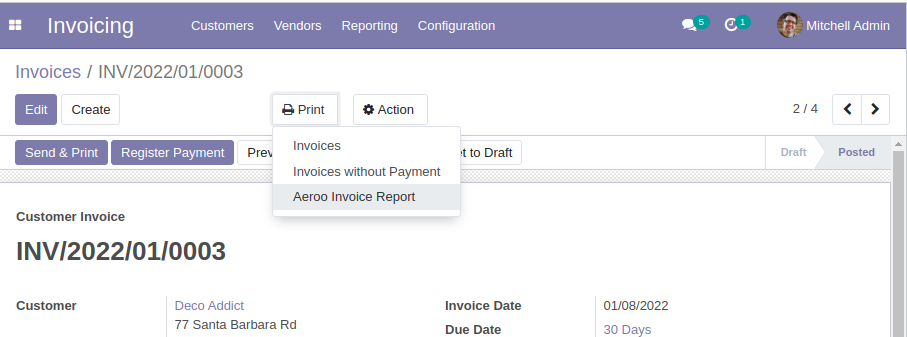 Invoicing Customers Vendors Reporting Configuration 5 1 Mitchell Admin
Invoices / INV/2022/01/0003
Edit Create Print Action 2 / 4
Send & Print Register Payment Prev et to Draft Draft Posted
Invoices
Invoices without Payment
Aeroo Invoice Report
Customer Invoice
INV/2022/01/0003
Customer Deco Addict Invoice Date 01/08/2022
77 Santa Barbara Rd Due Date 30 Days